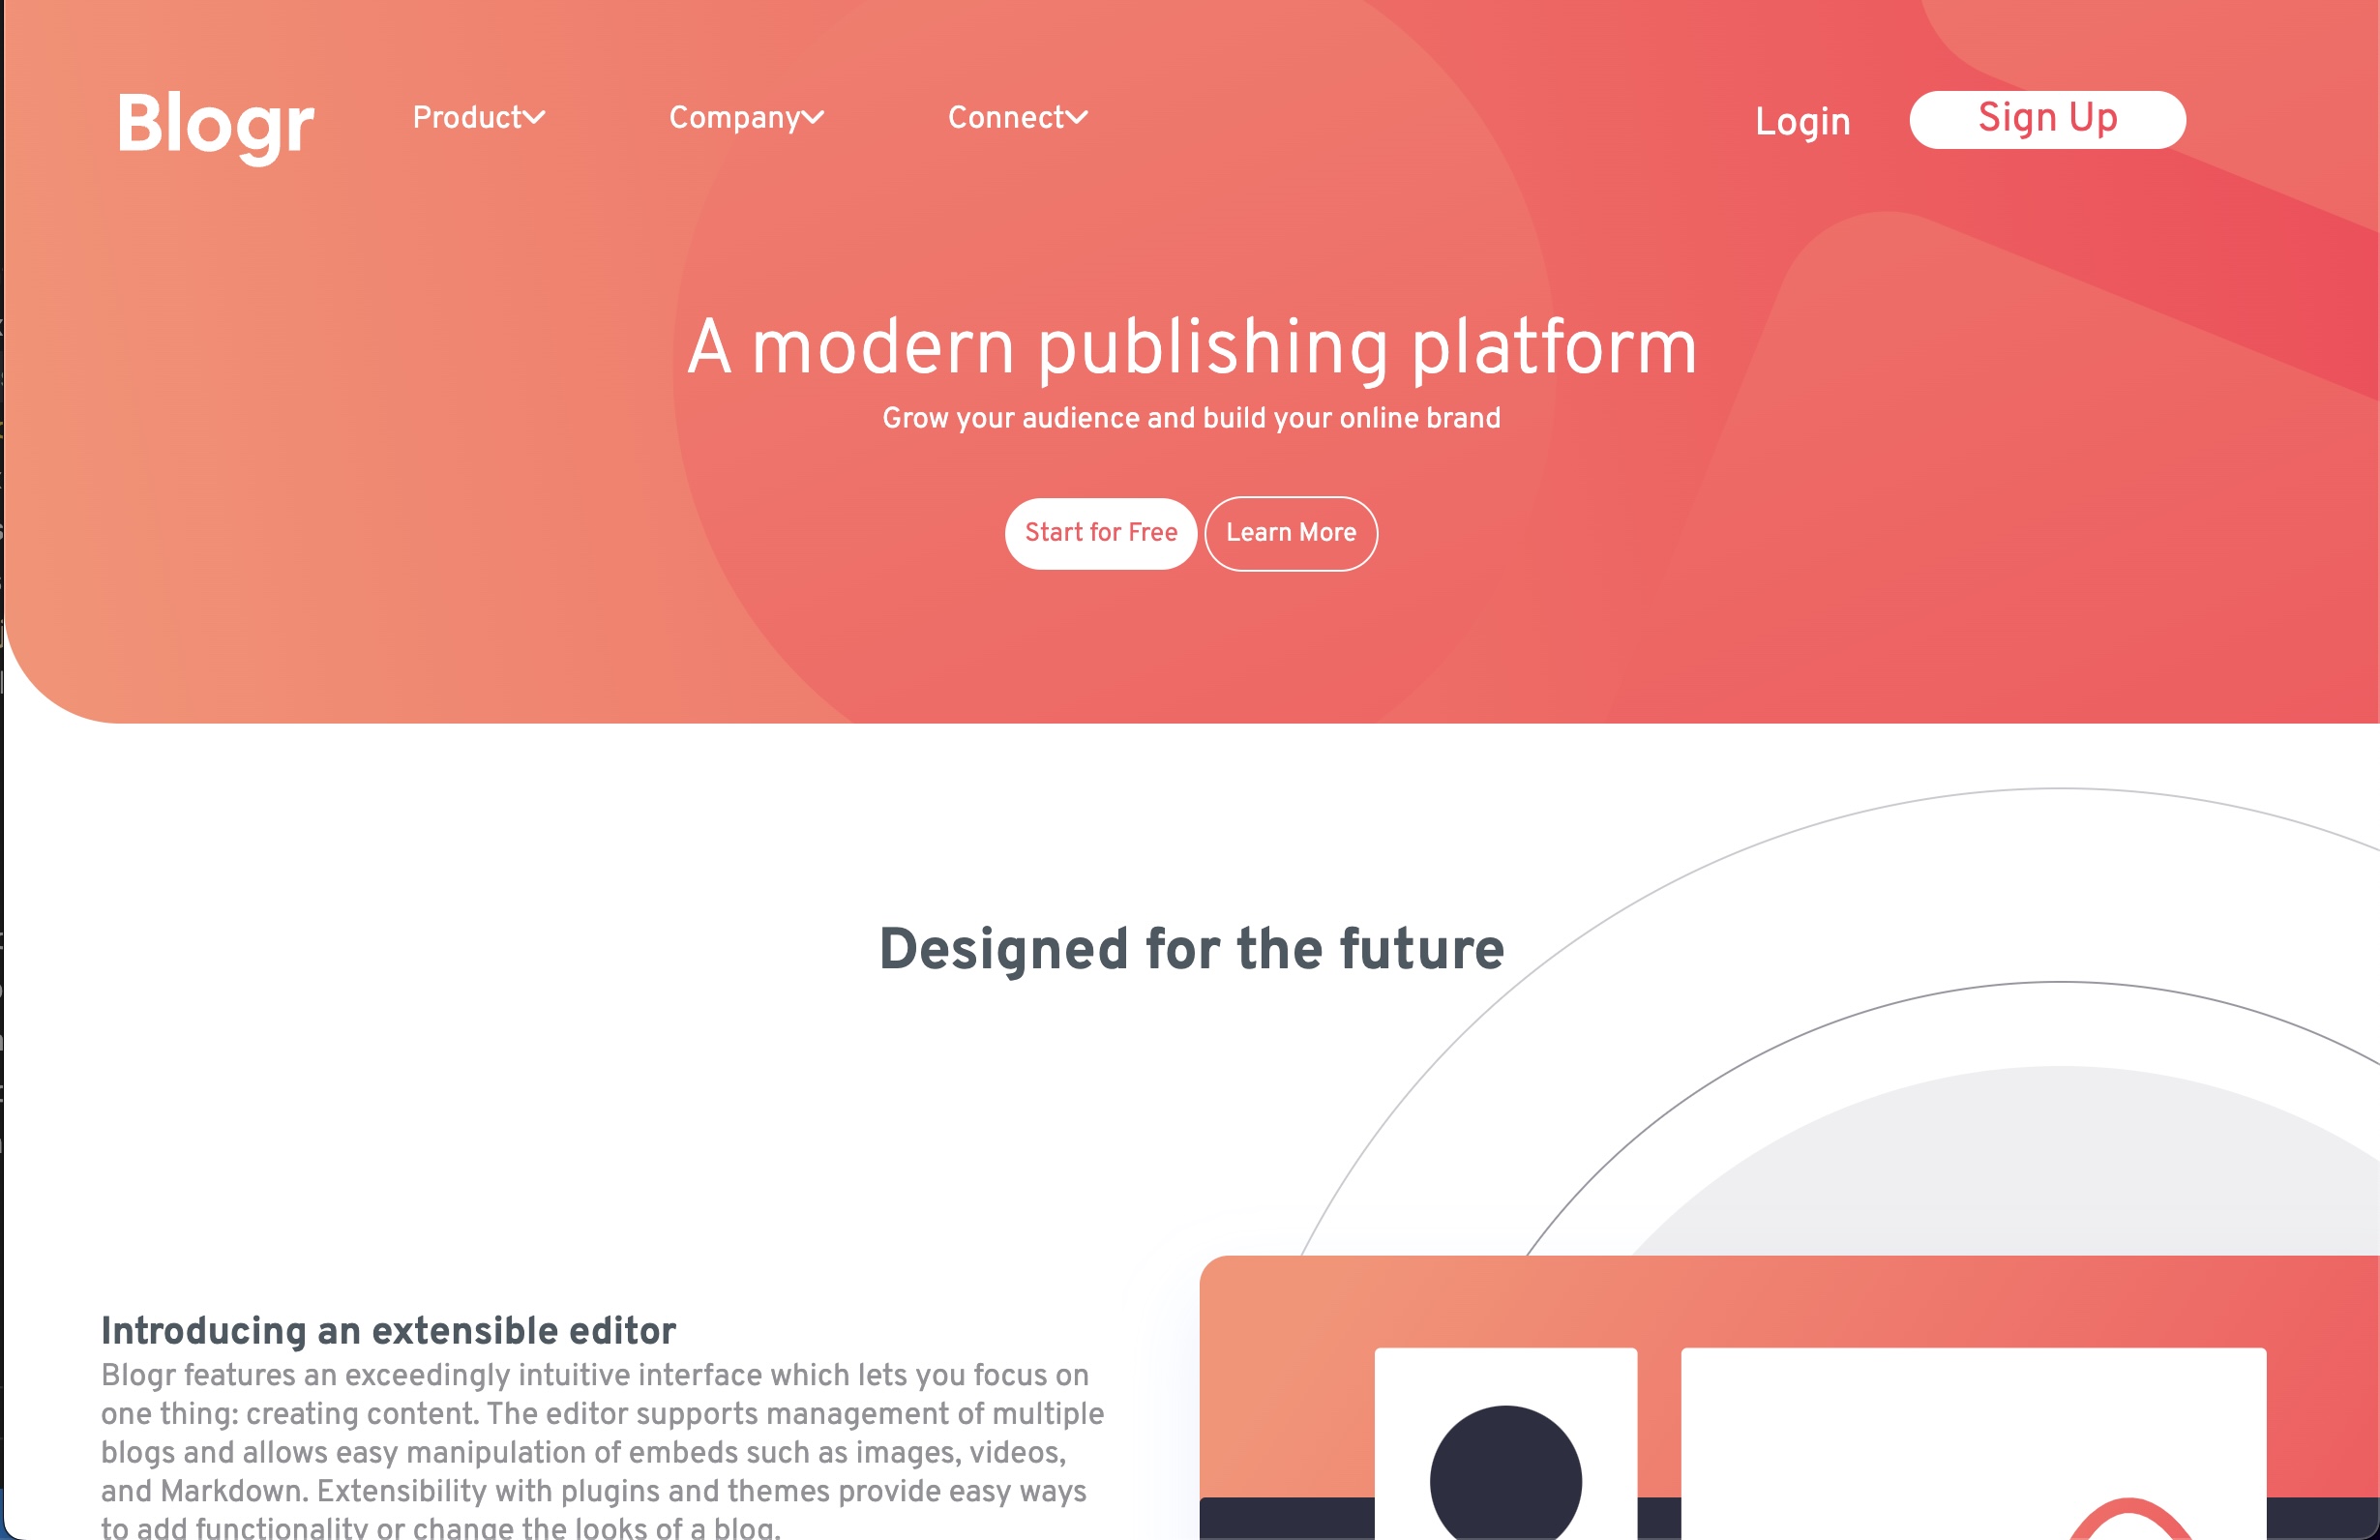 Blogr
Product
Company
Connect
Login
Sign Up
A modern publishing platform
Grow your audience and build your online brand
Start for Free
Learn More
Designed for the future
Introducing an extensible editor
Blogr features an exceedingly intuitive interface which lets you focus on
one thing: creating content. The editor supports management of multiple
blogs and allows easy manipulation of embeds such as images, videos,
and Markdown. Extensibility with plugins and themes provide easy ways
to add functionality or change the looks of a blog.